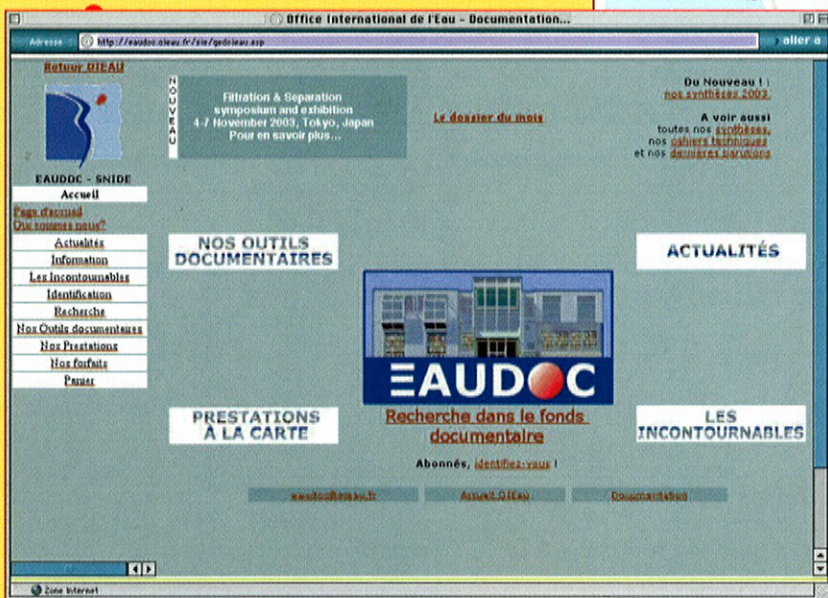 Office International de l'Eau - Documentation...
Adresse : http://eaudoc.oieau.fr/sie/gedoieau.asp
aller à
Retour OIEAU
NOUVEAU
Filtration & Separation
symposium and exhibition
4-7 November 2003, Tokyo, Japan
Pour en savoir plus...
Le dossier du mois
Du Nouveau ! :
nos synthèses 2003.
A voir aussi
toutes nos synthèses,
nos cahiers techniques
et nos dernières parutions
EAUDOC - SNIDE
Accueil
Page d'accueil
Qui sommes nous?
Actualités
Information
Les Incontournables
Identification
Recherche
Nos Outils documentaires
Nos Prestations
Nos forfaits
Panier
NOS OUTILS
DOCUMENTAIRES
ACTUALITÉS
EAUDOC
PRESTATIONS
À LA CARTE
Recherche dans le fonds
documentaire
LES
INCONTOURNABLES
Abonnés, identifiez-vous !
eaudoc@oieau.fr
Accueil OIEau
Documentation
Zone Internet